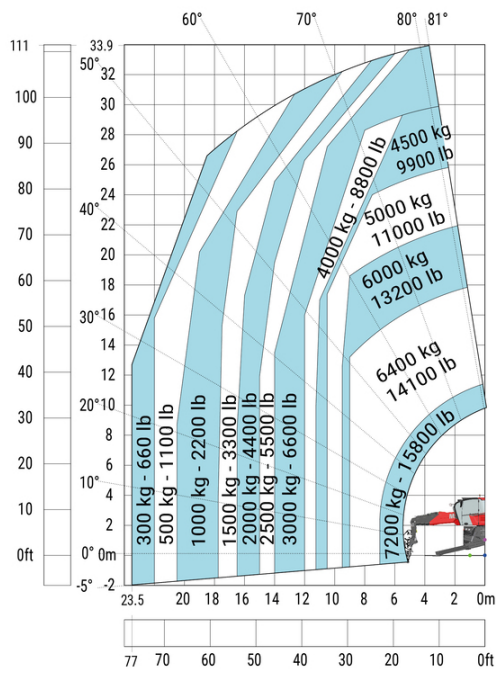 60° 70° 80° 81°
111 33.9
50° 32
100 30
90 28
26
80 24
40° 22
70 20
60 18
50 30° 16
14
40 12
30 20° 10
8
20 6
10° 4
10 2
0ft 0° 0m
-5° -2
4500 kg
9900 lb
4000 kg - 8800 lb
5000 kg
11000 lb
6000 kg
13200 lb
6400 kg
14100 lb
7200 kg - 15800 lb
300 kg - 660 lb
500 kg - 1100 lb
1000 kg - 2200 lb
1500 kg - 3300 lb
2000 kg - 4400 lb
2500 kg - 5500 lb
3000 kg - 6600 lb
23.5 20 18 16 14 12 10 8 6 4 2 0m
77 70 60 50 40 30 20 10 0ft